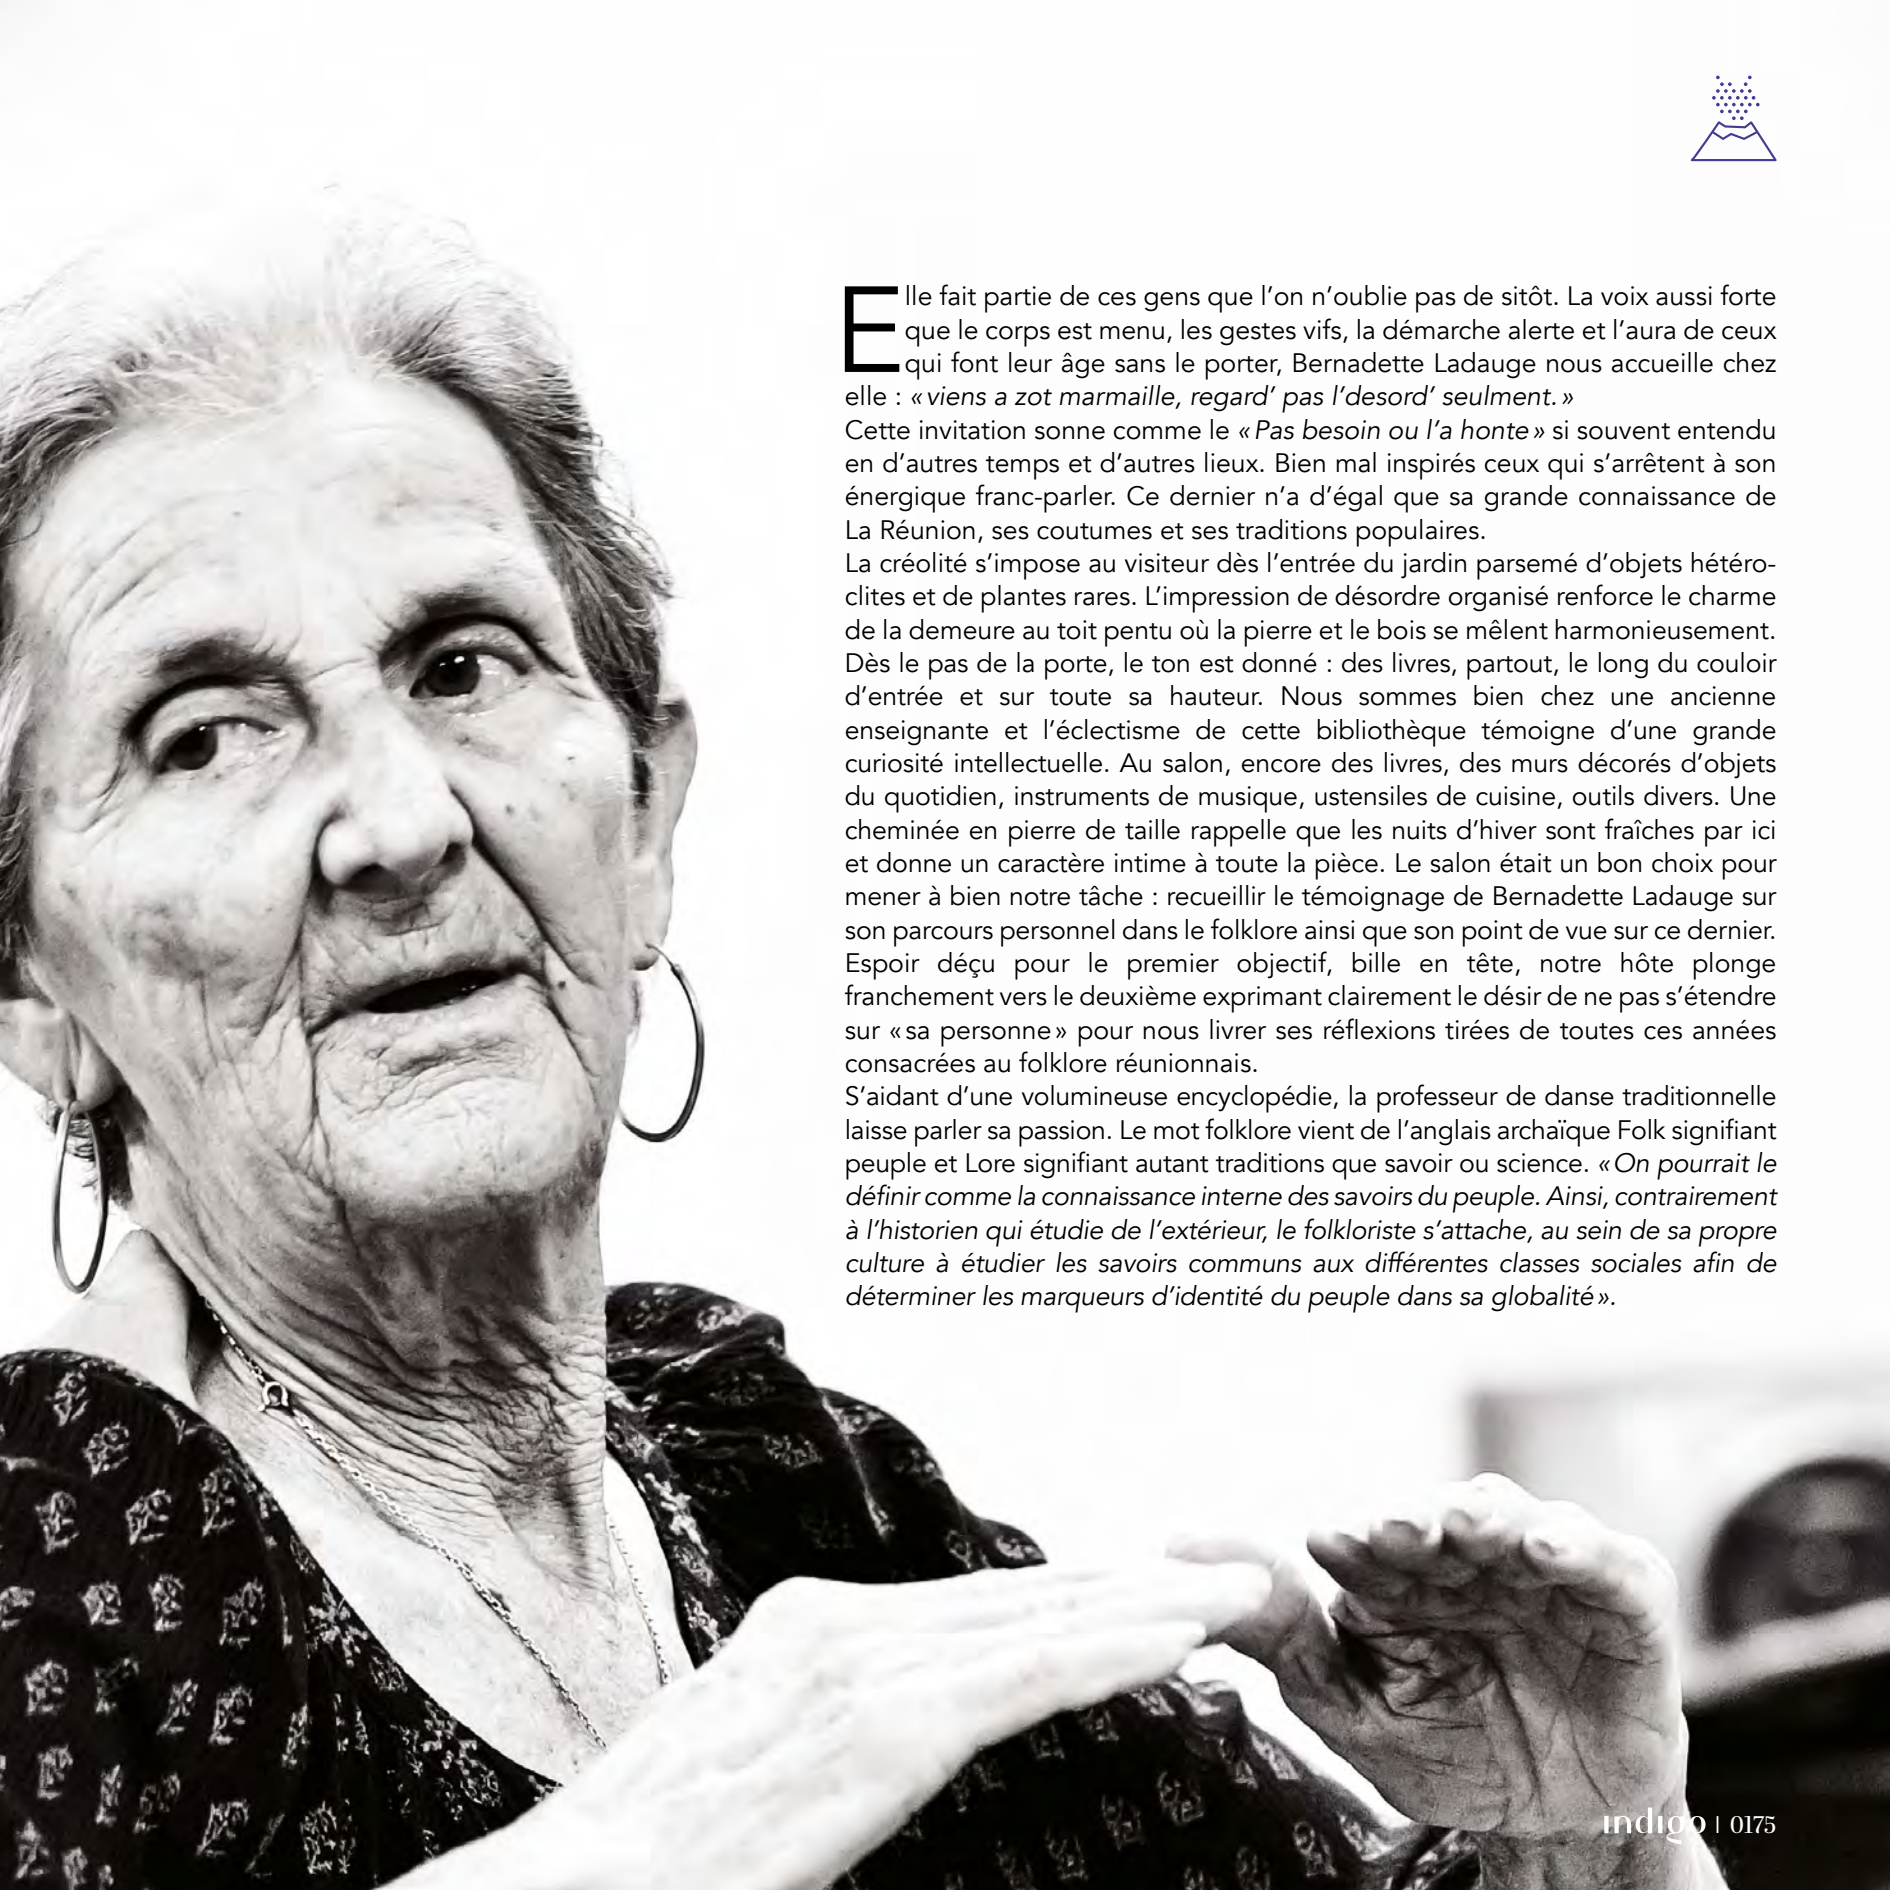 Elle fait partie de ces gens que l’on n’oublie pas de sitôt. La voix aussi forte
que le corps est menu, les gestes vifs, la démarche alerte et l’aura de ceux
qui font leur âge sans le porter, Bernadette Ladauge nous accueille chez
elle : « viens a zot marmaille, regard’ pas l’desord’ seulment. »
Cette invitation sonne comme le « Pas besoin ou l’a honte » si souvent entendu
en d’autres temps et d’autres lieux. Bien mal inspirés ceux qui s’arrêtent à son
énergique franc-parler. Ce dernier n’a d’égal que sa grande connaissance de
La Réunion, ses coutumes et ses traditions populaires.
La créolité s’impose au visiteur dès l’entrée du jardin parsemé d’objets hétéro-
clites et de plantes rares. L’impression de désordre organisé renforce le charme
de la demeure au toit pentu où la pierre et le bois se mêlent harmonieusement.
Dès le pas de la porte, le ton est donné : des livres, partout, le long du couloir
d’entrée et sur toute sa hauteur. Nous sommes bien chez une ancienne
enseignante et l’éclectisme de cette bibliothèque témoigne d’une grande
curiosité intellectuelle. Au salon, encore des livres, des murs décorés d’objets
du quotidien, instruments de musique, ustensiles de cuisine, outils divers. Une
cheminée en pierre de taille rappelle que les nuits d’hiver sont fraîches par ici
et donne un caractère intime à toute la pièce. Le salon était un bon choix pour
mener à bien notre tâche : recueillir le témoignage de Bernadette Ladauge sur
son parcours personnel dans le folklore ainsi que son point de vue sur ce dernier.
Espoir déçu pour le premier objectif, bille en tête, notre hôte plonge
franchement vers le deuxième exprimant clairement le désir de ne pas s’étendre
sur « sa personne » pour nous livrer ses réflexions tirées de toutes ces années
consacrées au folklore réunionnais.
S’aidant d’une volumineuse encyclopédie, la professeur de danse traditionnelle
laisse parler sa passion. Le mot folklore vient de l’anglais archaïque Folk signifiant
peuple et Lore signifiant autant traditions que savoir ou science. « On pourrait le
définir comme la connaissance interne des savoirs du peuple. Ainsi, contrairement
à l’historien qui étudie de l’extérieur, le folkloriste s’attache, au sein de sa propre
culture à étudier les savoirs communs aux différentes classes sociales afin de
déterminer les marqueurs d’identité du peuple dans sa globalité ».
indigo | 0175